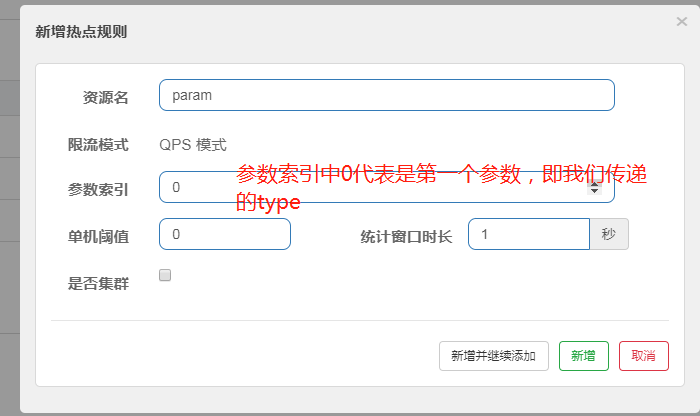 新增热点规则
×
资源名 param
限流模式 QPS 模式
参数索引 0
参数索引中0代表是第一个参数，即我们传递
的type
单机阈值 0 统计窗口时长 1 秒
是否集群
新增并继续添加 新增 取消